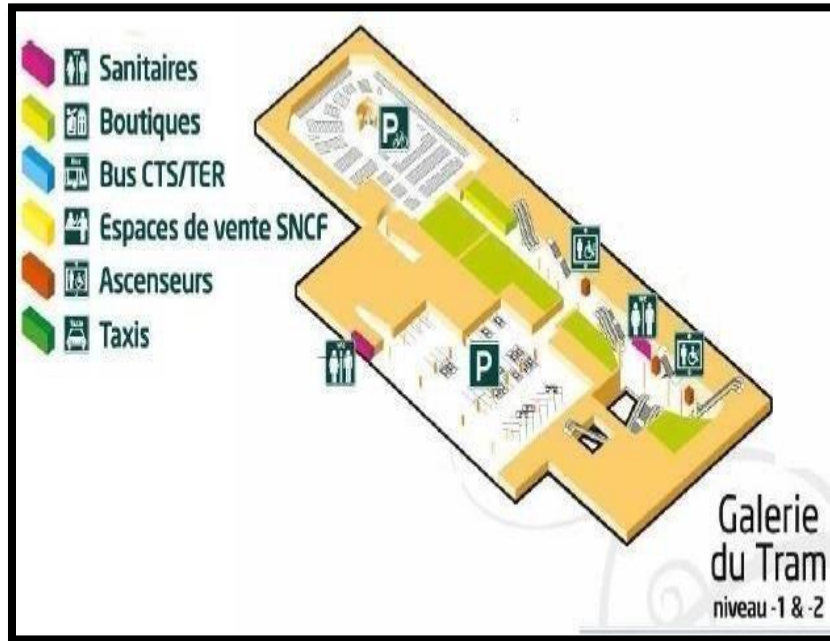 Sanitaires
Boutiques
Bus CTS/TER
Espaces de vente SNCF
Ascenseurs
Taxis
P
P
Galerie
du Tram
niveau -1 & -2